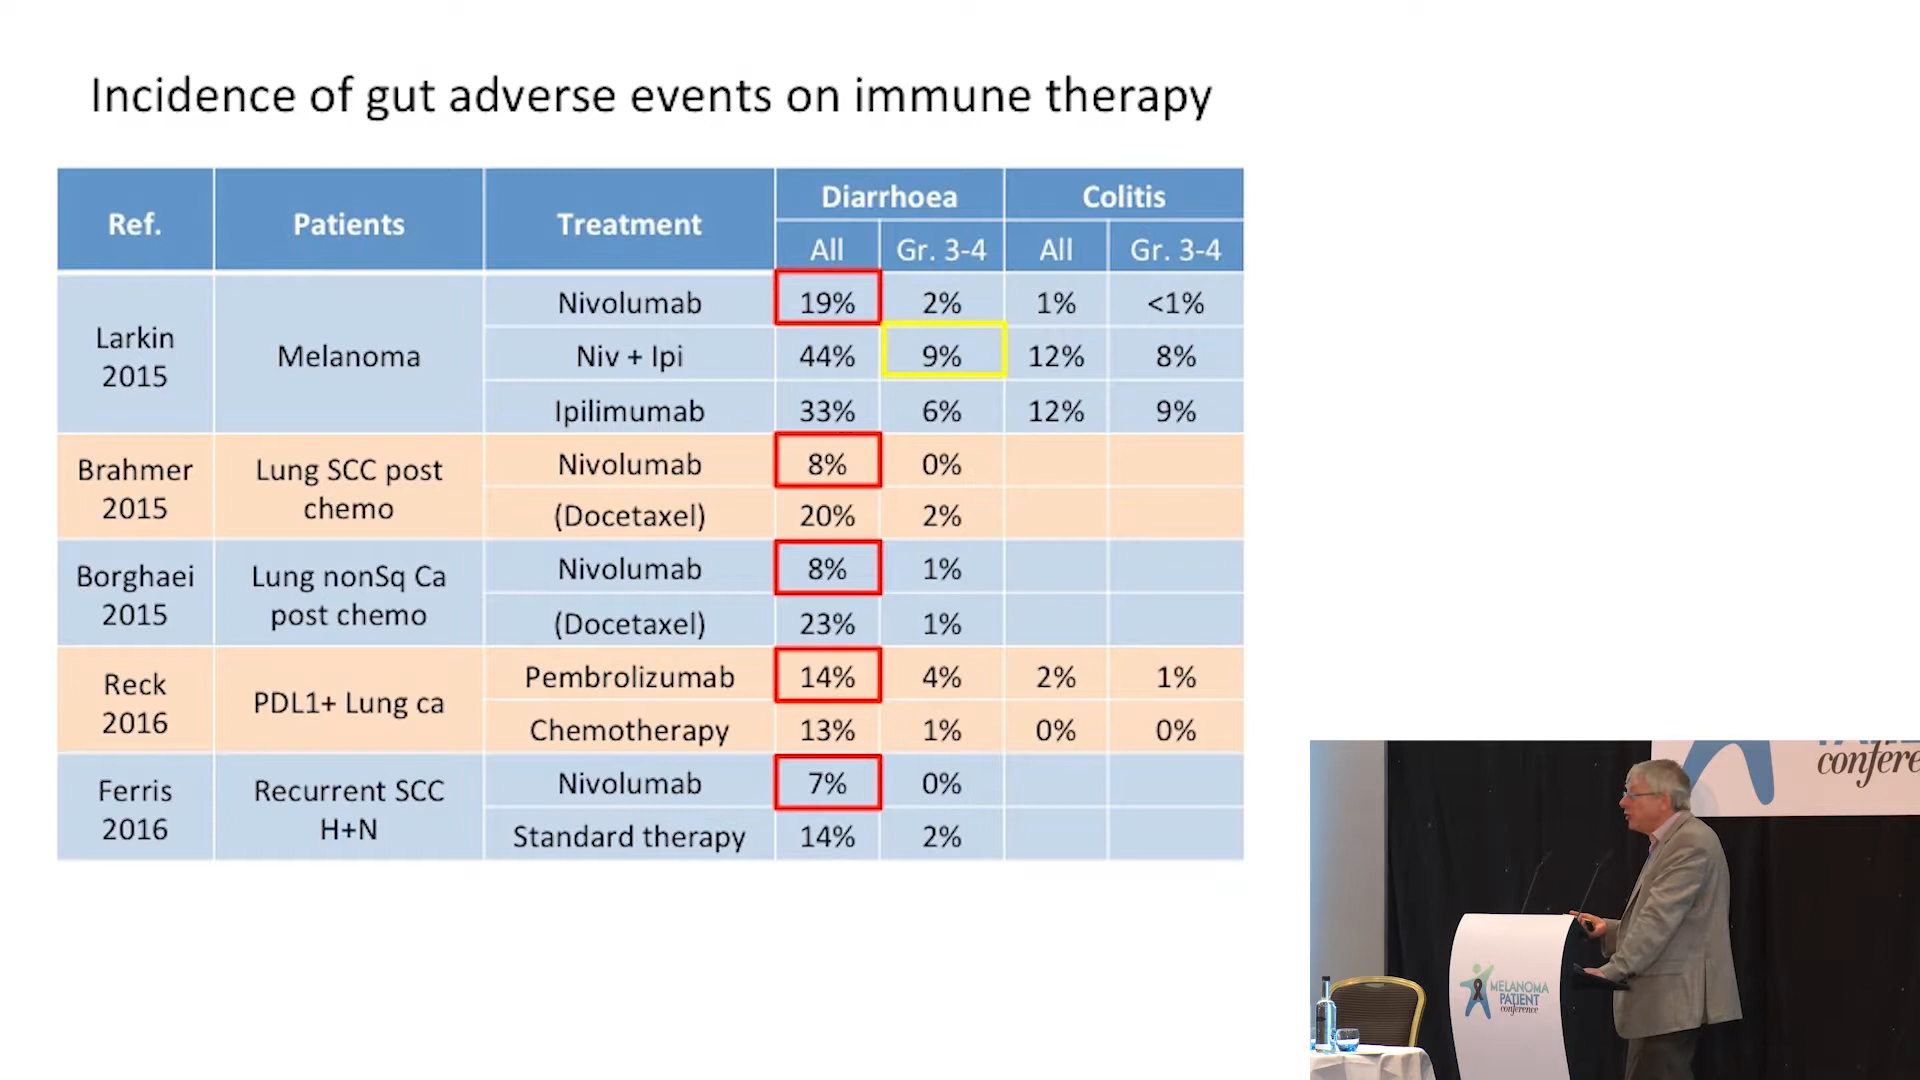 Incidence of gut adverse events on immune therapy
Ref. Patients Treatment Diarrhoea Colitis
All Gr. 3-4 All Gr. 3-4
Larkin 2015 Melanoma Nivolumab 19% 2% 1% <1%
Niv + Ipi 44% 9% 12% 8%
Ipilimumab 33% 6% 12% 9%
Brahmer 2015 Lung SCC post chemo Nivolumab 8% 0%
(Docetaxel) 20% 2%
Borghaei 2015 Lung nonSq Ca post chemo Nivolumab 8% 1%
(Docetaxel) 23% 1%
Reck 2016 PDL1+ Lung ca Pembrolizumab 14% 4% 2% 1%
Chemotherapy 13% 1% 0% 0%
Ferris 2016 Recurrent SCC H+N Nivolumab 7% 0%
Standard therapy 14% 2%
MELANOMA
PATIENT
conference